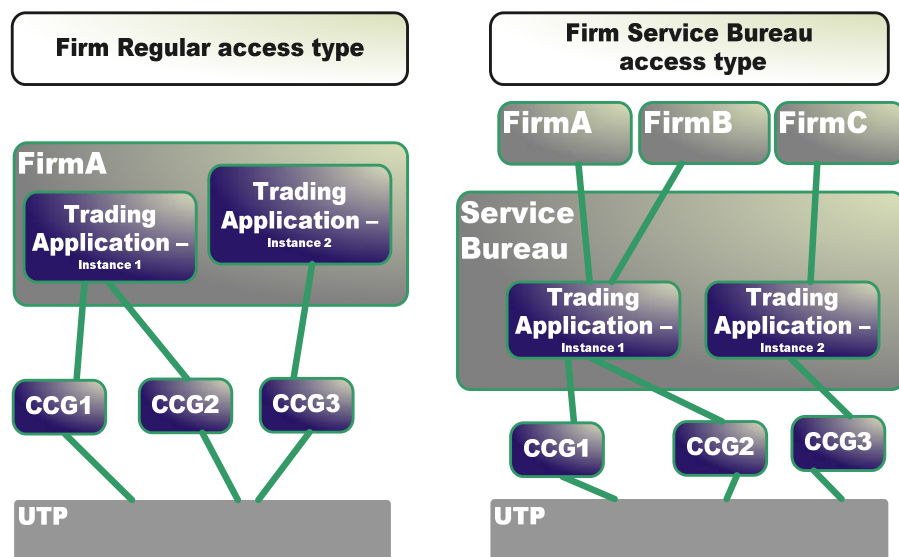 Firm Regular access type
FirmA
Trading
Application –
Instance 1
Trading
Application –
Instance 2
CCG1
CCG2
CCG3
UTP
Firm Service Bureau
access type
FirmA
FirmB
FirmC
Service
Bureau
Trading
Application –
Instance 1
Trading
Application –
Instance 2
CCG1
CCG2
CCG3
UTP